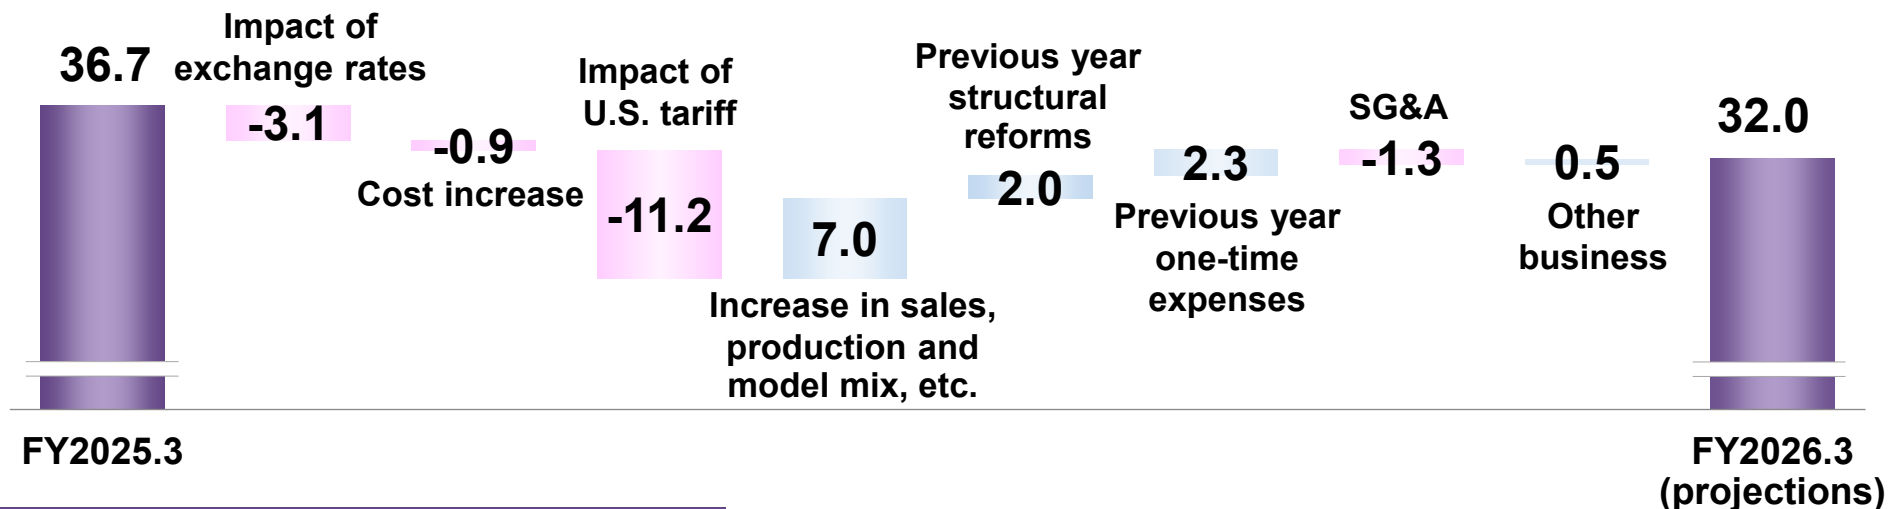 36.7
Impact of
exchange rates
-3.1
-0.9
Cost increase
Impact of
U.S. tariff
-11.2
7.0
Increase in sales,
production and
model mix, etc.
Previous year
structural
reforms
2.0
2.3
Previous year
one-time
expenses
SG&A
-1.3
0.5
Other
business
32.0
FY2025.3
FY2026.3
(projections)